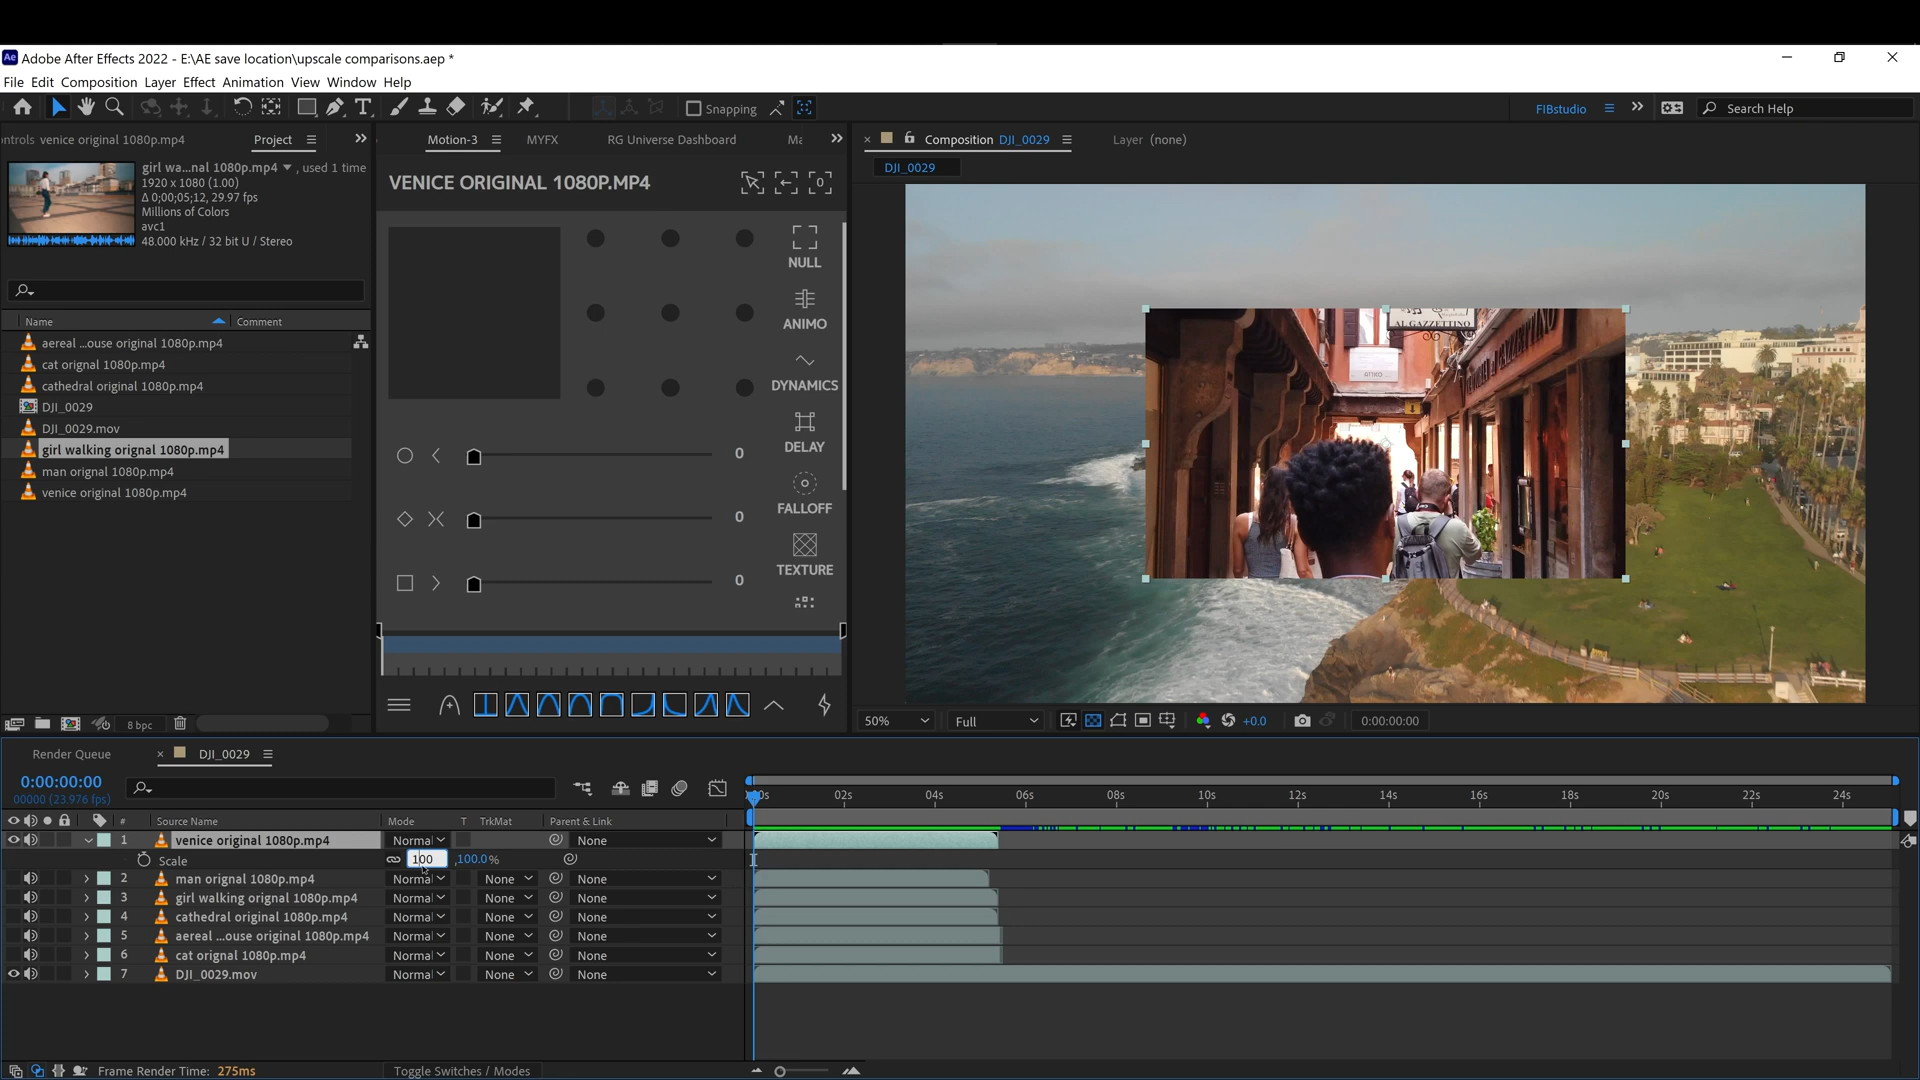 Ae Adobe After Effects 2022 - E:\AE save location\upscale comparisons.aep *
File Edit Composition Layer Effect Animation View Window Help
Snapping
FIBstudio
Search Help
ontrols venice original 1080p.mp4
Project
Motion-3
MYFX
RG Universe Dashboard
Ma
Composition DJI_0029
Layer (none)
DJI_0029
girl wa...nal 1080p.mp4 , used 1 time
1920 x 1080 (1.00)
Δ 0;00;05;12, 29.97 fps
Millions of Colors
avc1
48.000 kHz / 32 bit U / Stereo
VENICE ORIGINAL 1080P.MP4
0
NULL
ANIMO
DYNAMICS
DELAY
FALLOFF
TEXTURE
0
0
0
Name Comment
aereal ...ouse original 1080p.mp4
cat orignal 1080p.mp4
cathedral original 1080p.mp4
DJI_0029
DJI_0029.mov
girl walking orignal 1080p.mp4
man orignal 1080p.mp4
venice original 1080p.mp4
8 bpc
AL GAZZETTINO
50%
Full
+0.0
0:00:00:00
Render Queue
DJI_0029
0:00:00:00
00000 (23.976 fps)
:00s 02s 04s 06s 08s 10s 12s 14s 16s 18s 20s 22s 24s
# Source Name Mode T TrkMat Parent & Link
1 venice original 1080p.mp4 Normal None
Scale 100 ,100.0%
2 man orignal 1080p.mp4 Normal None None
3 girl walking orignal 1080p.mp4 Normal None None
4 cathedral original 1080p.mp4 Normal None None
5 aereal ...ouse original 1080p.mp4 Normal None None
6 cat orignal 1080p.mp4 Normal None None
7 DJI_0029.mov Normal None None
Frame Render Time: 275ms
Toggle Switches / Modes